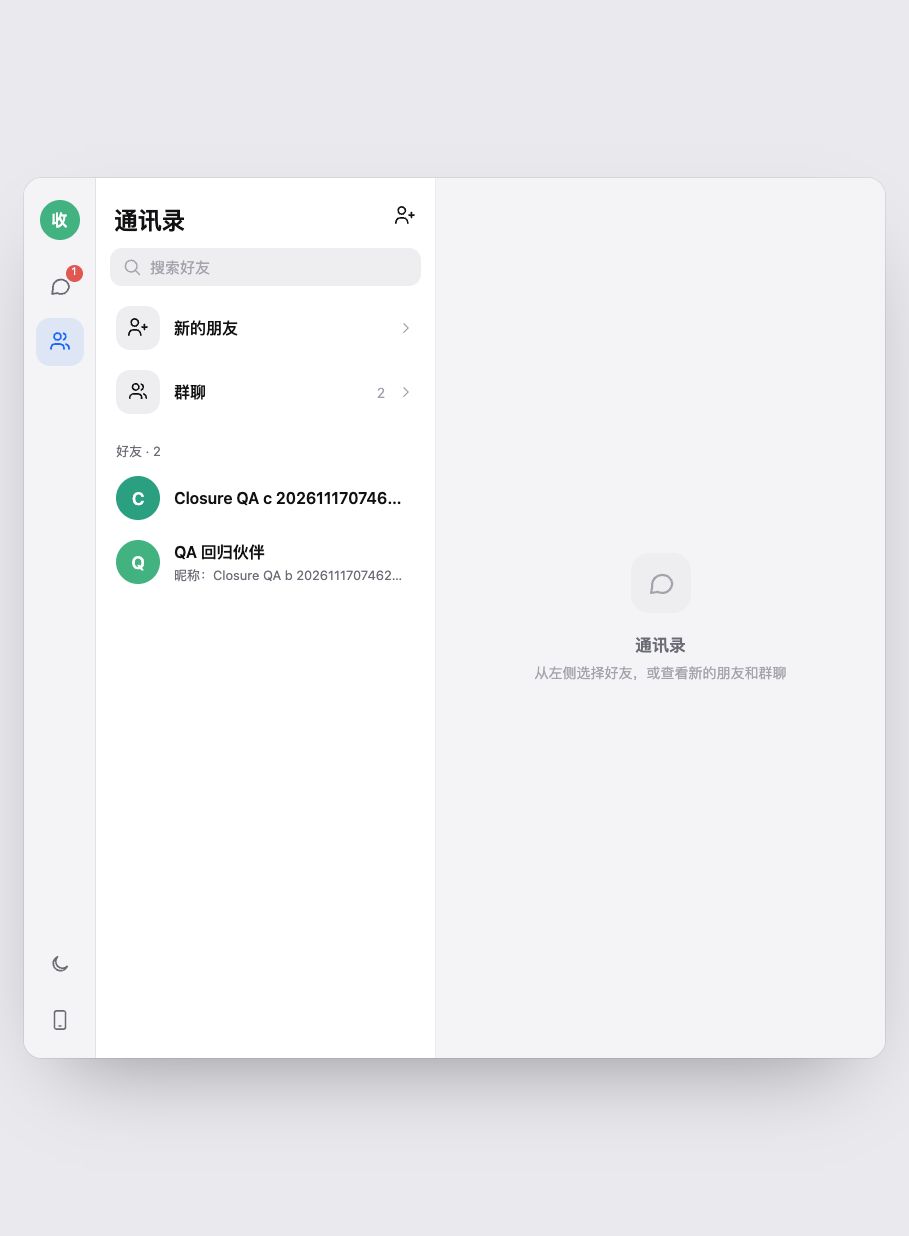 收
1
通讯录
搜索好友
新的朋友
群聊 2
好友 · 2
C
Closure QA c 202611170746...
Q
QA 回归伙伴
昵称：Closure QA b 2026111707462...
通讯录
从左侧选择好友，或查看新的朋友和群聊